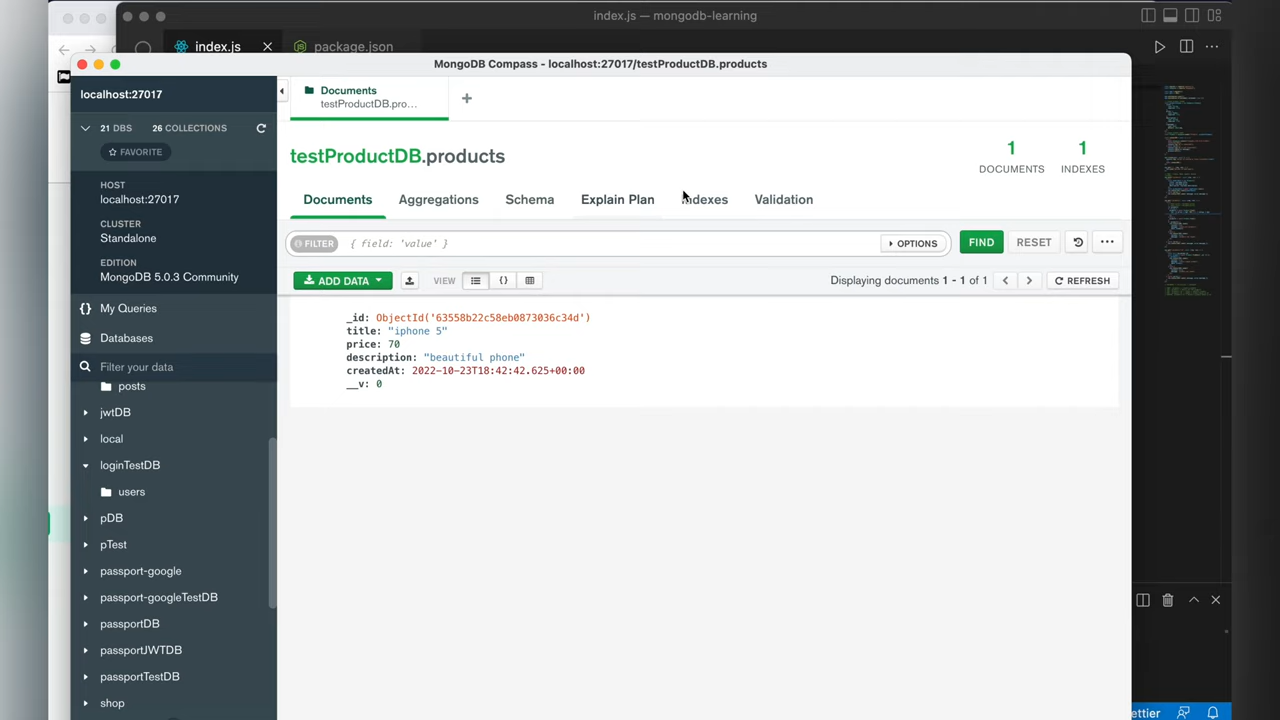 index.js — mongodb-learning
index.js
package.json
MongoDB Compass - localhost:27017/testProductDB.products
localhost:27017
21 DBS 26 COLLECTIONS
FAVORITE
HOST
localhost:27017
CLUSTER
Standalone
EDITION
MongoDB 5.0.3 Community
{} My Queries
Databases
Filter your data
posts
jwtDB
local
loginTestDB
users
pDB
pTest
passport-google
passport-googleTestDB
passportDB
passportJWTDB
passportTestDB
shop
Documents
testProductDB.pro...
+
testProductDB.products
1 DOCUMENTS
1 INDEXES
Documents Aggregations Schema Explain Plan Indexes Validation
FILTER { field: 'value' } OPTIONS FIND RESET ...
ADD DATA VIEW {} Displaying documents 1 - 1 of 1 REFRESH
_id: ObjectId('63558b22c58eb0873036c34d')
title: "iphone 5"
price: 70
description: "beautiful phone"
createdAt: 2022-10-23T18:42:42.625+00:00
__v: 0
ettier